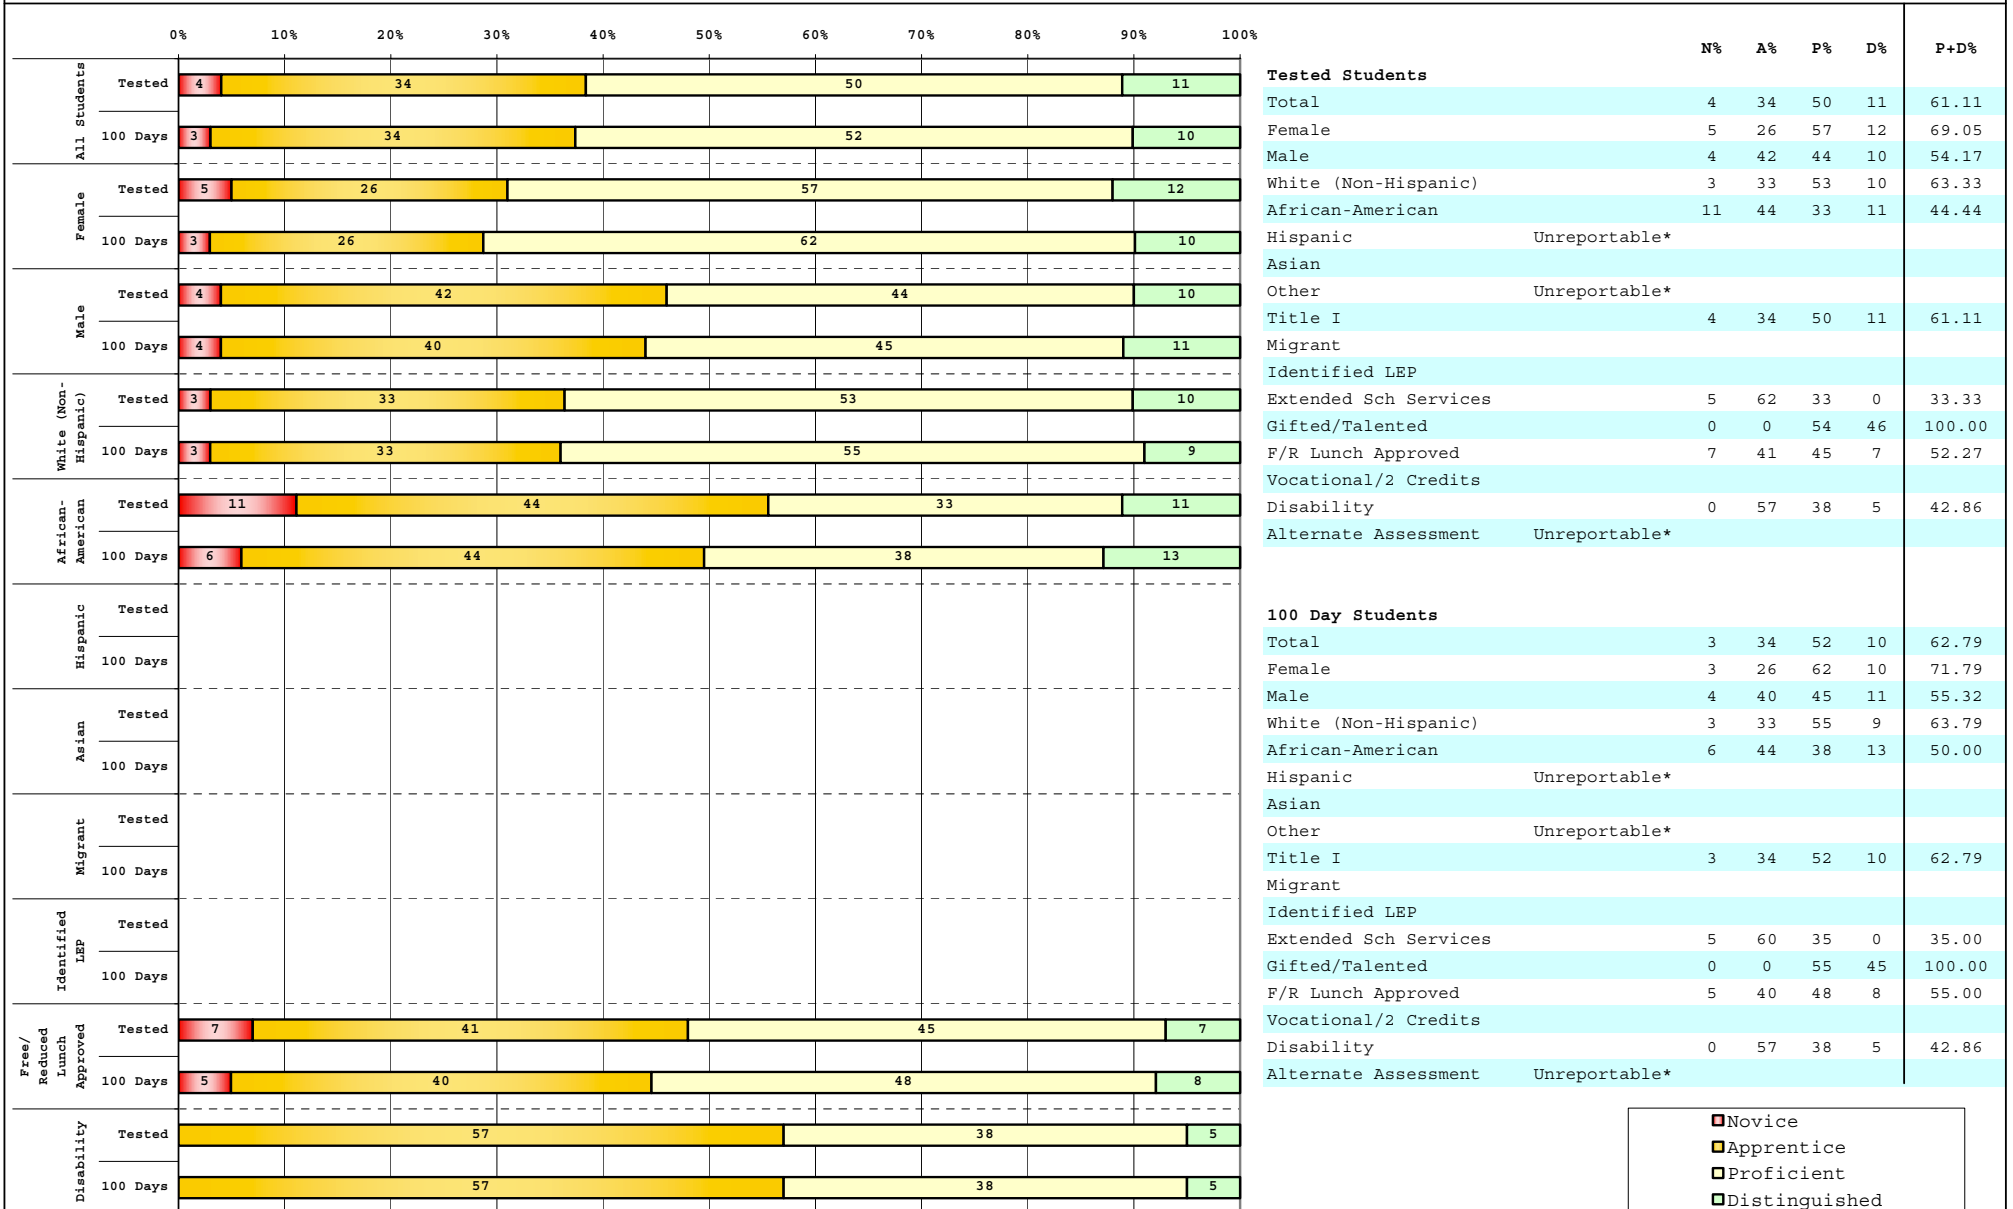 0% 10% 20% 30% 40% 50% 60% 70% 80% 90% 100%
All Students
Tested 4 34 50 11
100 Days 3 34 52 10
Female
Tested 5 26 57 12
100 Days 3 26 62 10
Male
Tested 4 42 44 10
100 Days 4 40 45 11
White (Non-
Hispanic)
Tested 3 33 53 10
100 Days 3 33 55 9
African-
American
Tested 11 44 33 11
100 Days 6 44 38 13
Hispanic
Tested
100 Days
Asian
Tested
100 Days
Migrant
Tested
100 Days
Identified
LEP
Tested
100 Days
Free/
Reduced
Lunch
Approved
Tested 7 41 45 7
100 Days 5 40 48 8
Disability
Tested 57 38 5
100 Days 57 38 5
N% A% P% D% P+D%
Tested Students
Total 4 34 50 11 61.11
Female 5 26 57 12 69.05
Male 4 42 44 10 54.17
White (Non-Hispanic) 3 33 53 10 63.33
African-American 11 44 33 11 44.44
Hispanic Unreportable*
Asian
Other Unreportable*
Title I 4 34 50 11 61.11
Migrant
Identified LEP
Extended Sch Services 5 62 33 0 33.33
Gifted/Talented 0 0 54 46 100.00
F/R Lunch Approved 7 41 45 7 52.27
Vocational/2 Credits
Disability 0 57 38 5 42.86
Alternate Assessment Unreportable*
100 Day Students
Total 3 34 52 10 62.79
Female 3 26 62 10 71.79
Male 4 40 45 11 55.32
White (Non-Hispanic) 3 33 55 9 63.79
African-American 6 44 38 13 50.00
Hispanic Unreportable*
Asian
Other Unreportable*
Title I 3 34 52 10 62.79
Migrant
Identified LEP
Extended Sch Services 5 60 35 0 35.00
Gifted/Talented 0 0 55 45 100.00
F/R Lunch Approved 5 40 48 8 55.00
Vocational/2 Credits
Disability 0 57 38 5 42.86
Alternate Assessment Unreportable*
Novice
Apprentice
Proficient
Distinguished